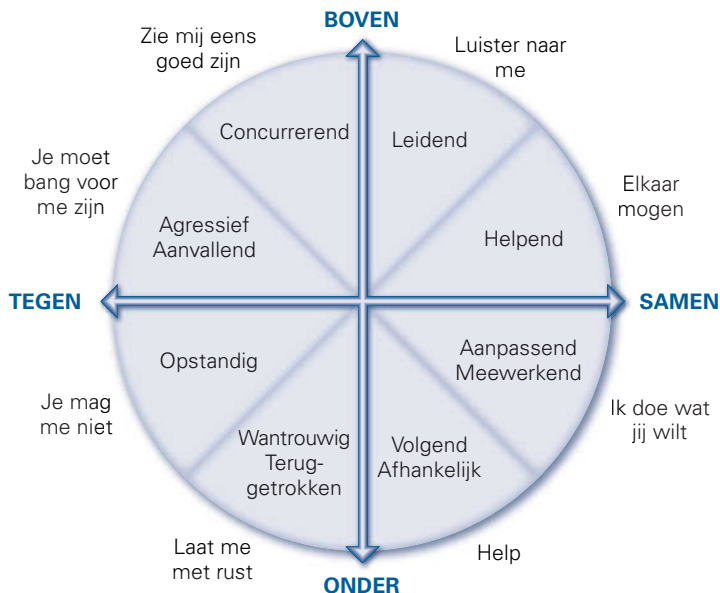 BOVEN
Zie mij eens
goed zijn
Luister naar
me
Concurrerend
Leidend
Je moet
bang voor
me zijn
Elkaar
mogen
Agressief
Aanvallend
Helpend
TEGEN
SAMEN
Opstandig
Aanpassend
Meewerkend
Je mag
me niet
Ik doe wat
jij wilt
Wantrouwig
Terug-
getrokken
Volgend
Afhankelijk
Laat me
met rust
Help
ONDER